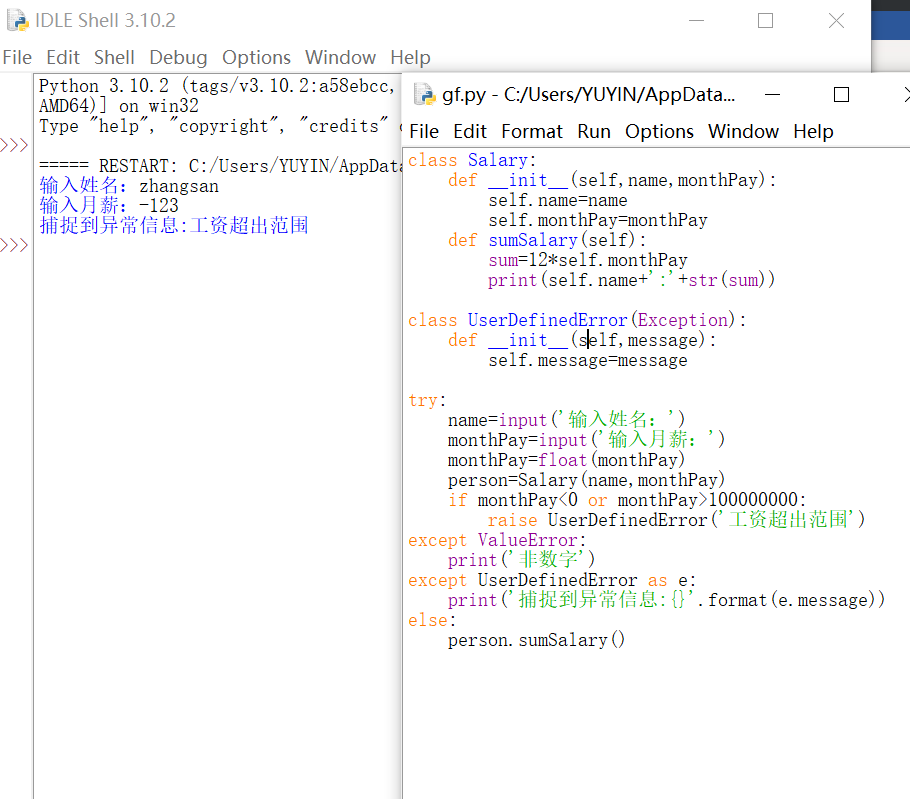 IDLE Shell 3.10.2
File Edit Shell Debug Options Window Help
Python 3.10.2 (tags/v3.10.2:a58ebcc,
AMD64)] on win32
Type "help", "copyright", "credits"
>>>
===== RESTART: C:/Users/YUYIN/AppData
输入姓名：zhangsan
输入月薪：-123
捕捉到异常信息:工资超出范围
>>>
gf.py - C:/Users/YUYIN/AppData...
File Edit Format Run Options Window Help
class Salary:
    def __init__(self,name,monthPay):
        self.name=name
        self.monthPay=monthPay
    def sumSalary(self):
        sum=12*self.monthPay
        print(self.name+':'+str(sum))
class UserDefinedError(Exception):
    def __init__(self,message):
        self.message=message
try:
    name=input('输入姓名：')
    monthPay=input('输入月薪：')
    monthPay=float(monthPay)
    person=Salary(name,monthPay)
    if monthPay<0 or monthPay>100000000:
        raise UserDefinedError('工资超出范围')
except ValueError:
    print('非数字')
except UserDefinedError as e:
    print('捕捉到异常信息:{}'.format(e.message))
else:
    person.sumSalary()